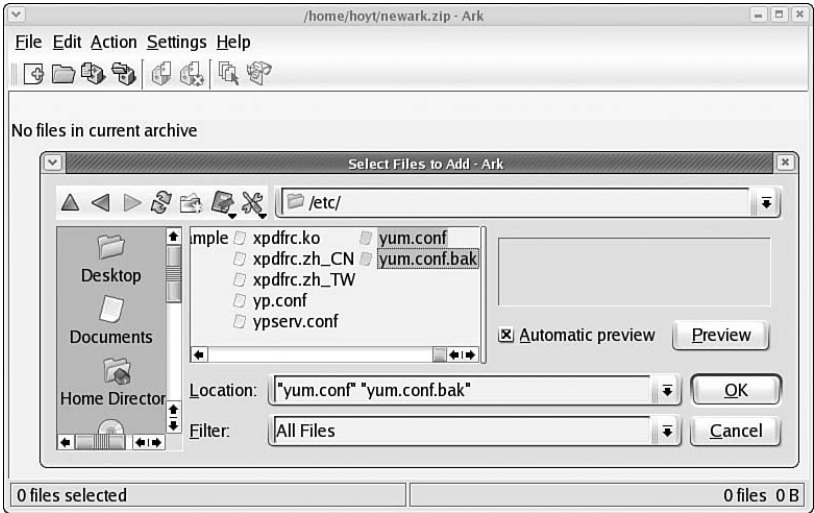 /home/hoyt/newark.zip - Ark
File Edit Action Settings Help
No files in current archive
Select Files to Add - Ark
/etc/
Desktop
Documents
Home Director
mple xpdfrc.ko yum.conf
xpdfrc.zh_CN yum.conf.bak
xpdfrc.zh_TW
yp.conf
ypserv.conf
Automatic preview Preview
Location: "yum.conf" "yum.conf.bak" OK
Filter: All Files Cancel
0 files selected 0 files 0 B